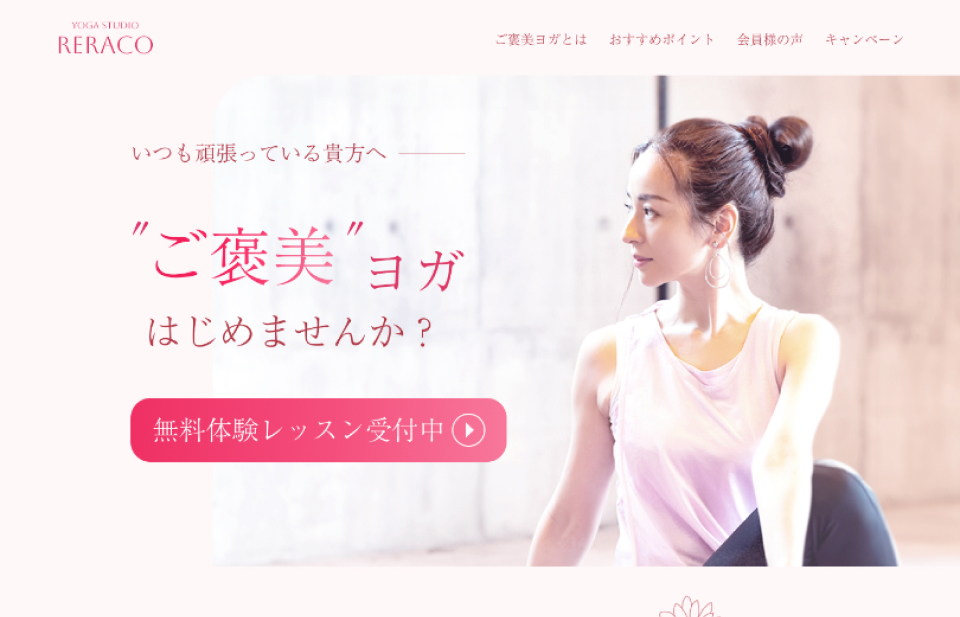 YOGA STUDIO
RERACO
ご褒美ヨガとは おすすめポイント 会員様の声 キャンペーン
いつも頑張っている貴方へ
"ご褒美"ヨガ
はじめませんか?
無料体験レッスン受付中